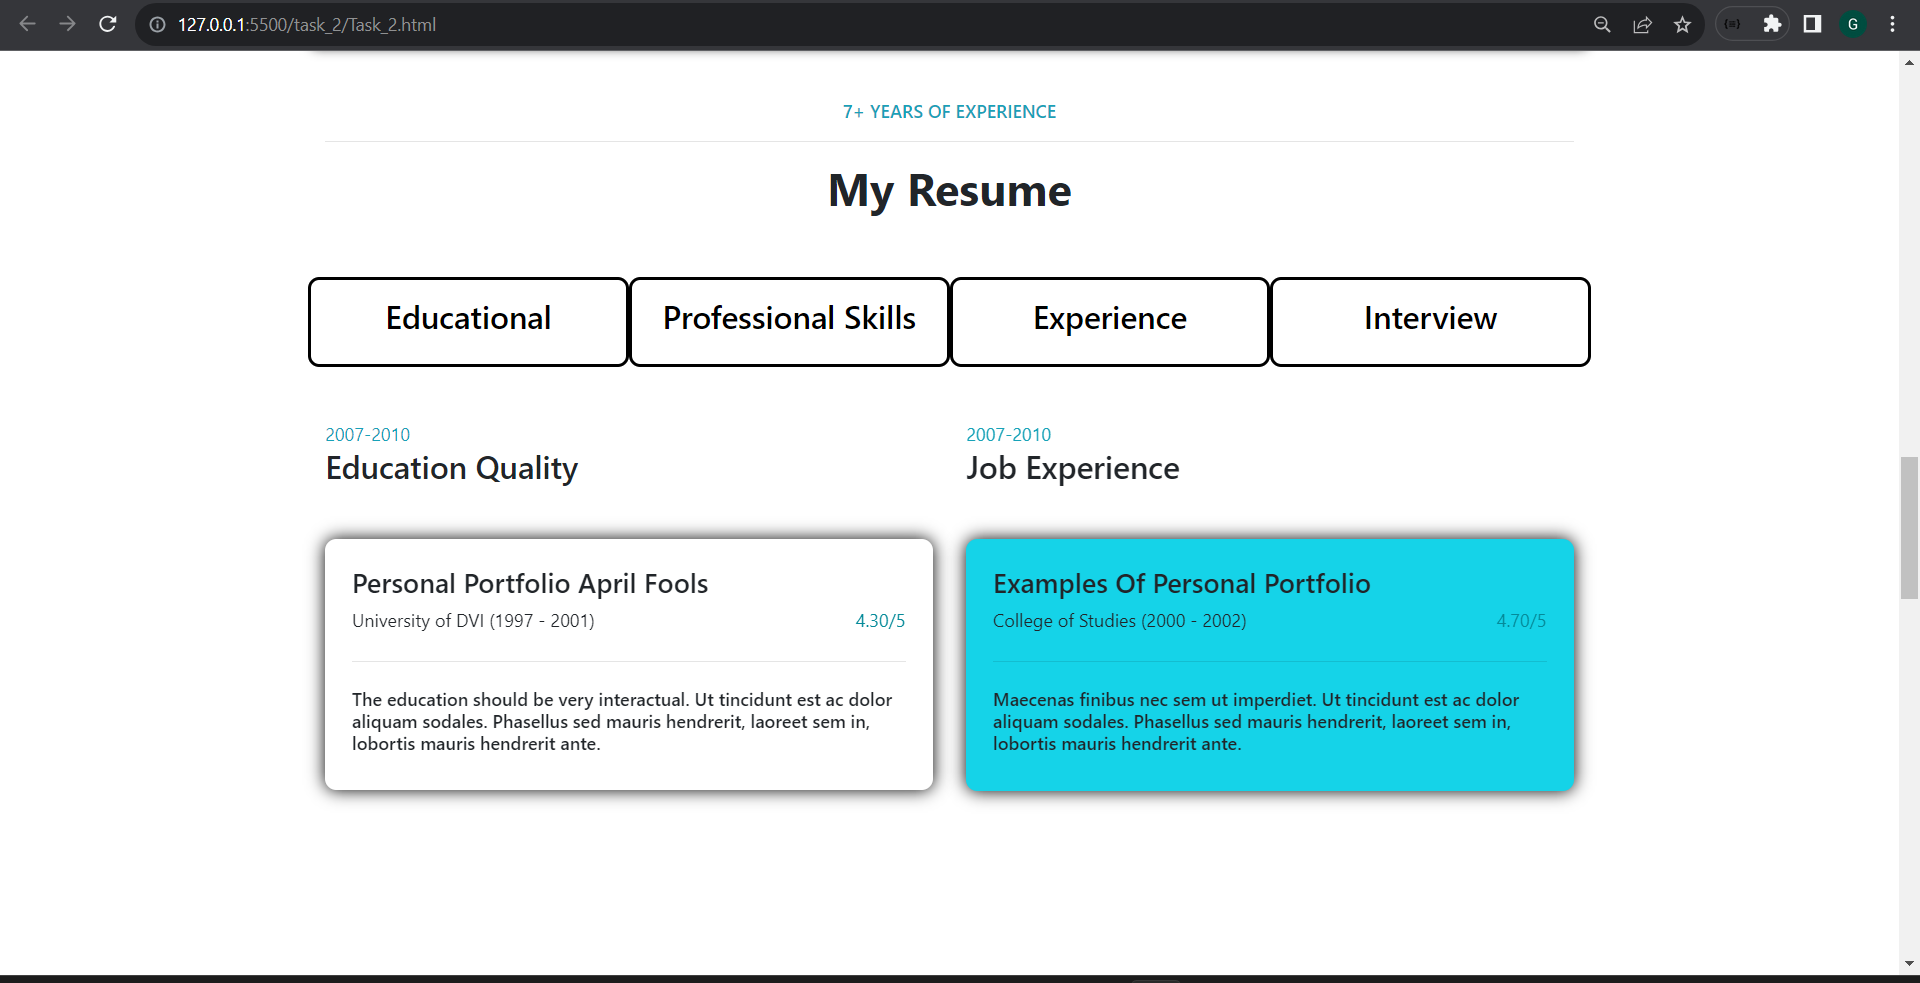 127.0.0.1:5500/task_2/Task_2.html
G
7+ YEARS OF EXPERIENCE
My Resume
Educational
Professional Skills
Experience
Interview
2007-2010
Education Quality
2007-2010
Job Experience
Personal Portfolio April Fools
University of DVI (1997 - 2001)
4.30/5
The education should be very interactual. Ut tincidunt est ac dolor
aliquam sodales. Phasellus sed mauris hendrerit, laoreet sem in,
lobortis mauris hendrerit ante.
Examples Of Personal Portfolio
College of Studies (2000 - 2002)
4.70/5
Maecenas finibus nec sem ut imperdiet. Ut tincidunt est ac dolor
aliquam sodales. Phasellus sed mauris hendrerit, laoreet sem in,
lobortis mauris hendrerit ante.